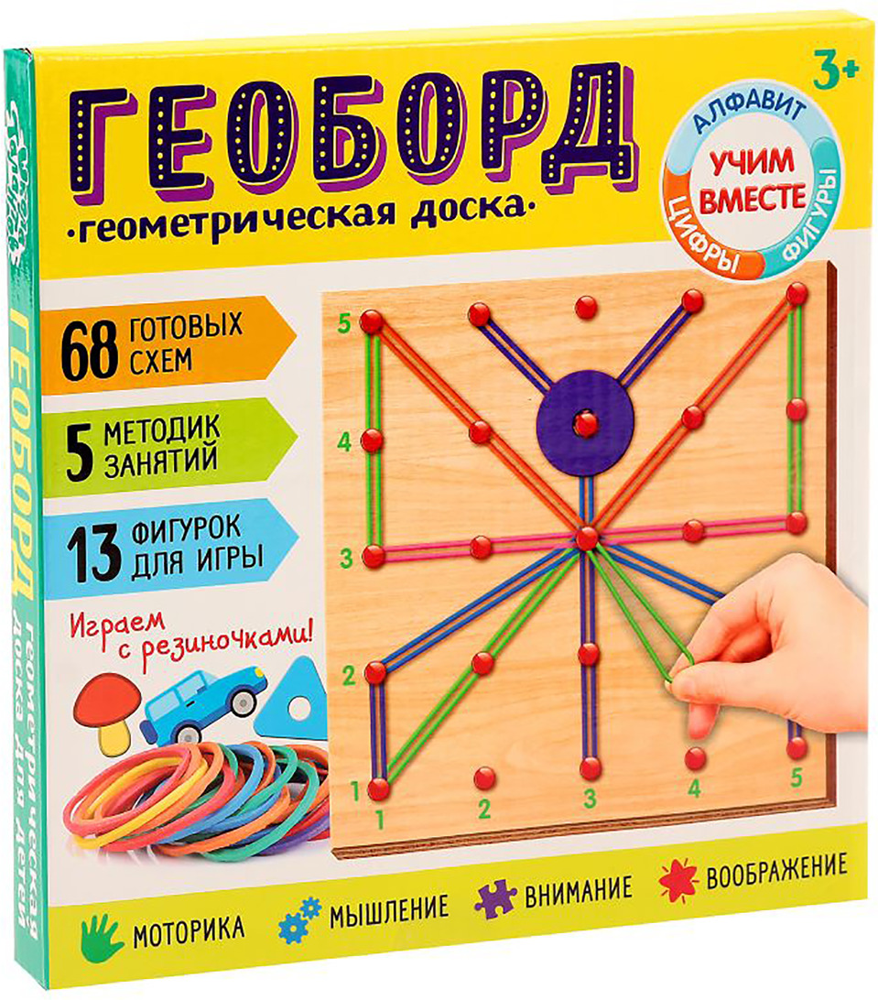 3+
ГЕОБОРД
·геометрическая доска·
АЛФАВИТ
УЧИМ
ВМЕСТЕ
ЦИФРЫ
ФИГУРЫ
68 ГОТОВЫХ
СХЕМ
5 МЕТОДИК
ЗАНЯТИЙ
13 ФИГУРОК
ДЛЯ ИГРЫ
Играем
с резиночками!
5
4
3
2
1
1 2 3 4 5
МОТОРИКА МЫШЛЕНИЕ ВНИМАНИЕ ВООБРАЖЕНИЕ
ГЕОБОРД
геометрическая
доска для детей